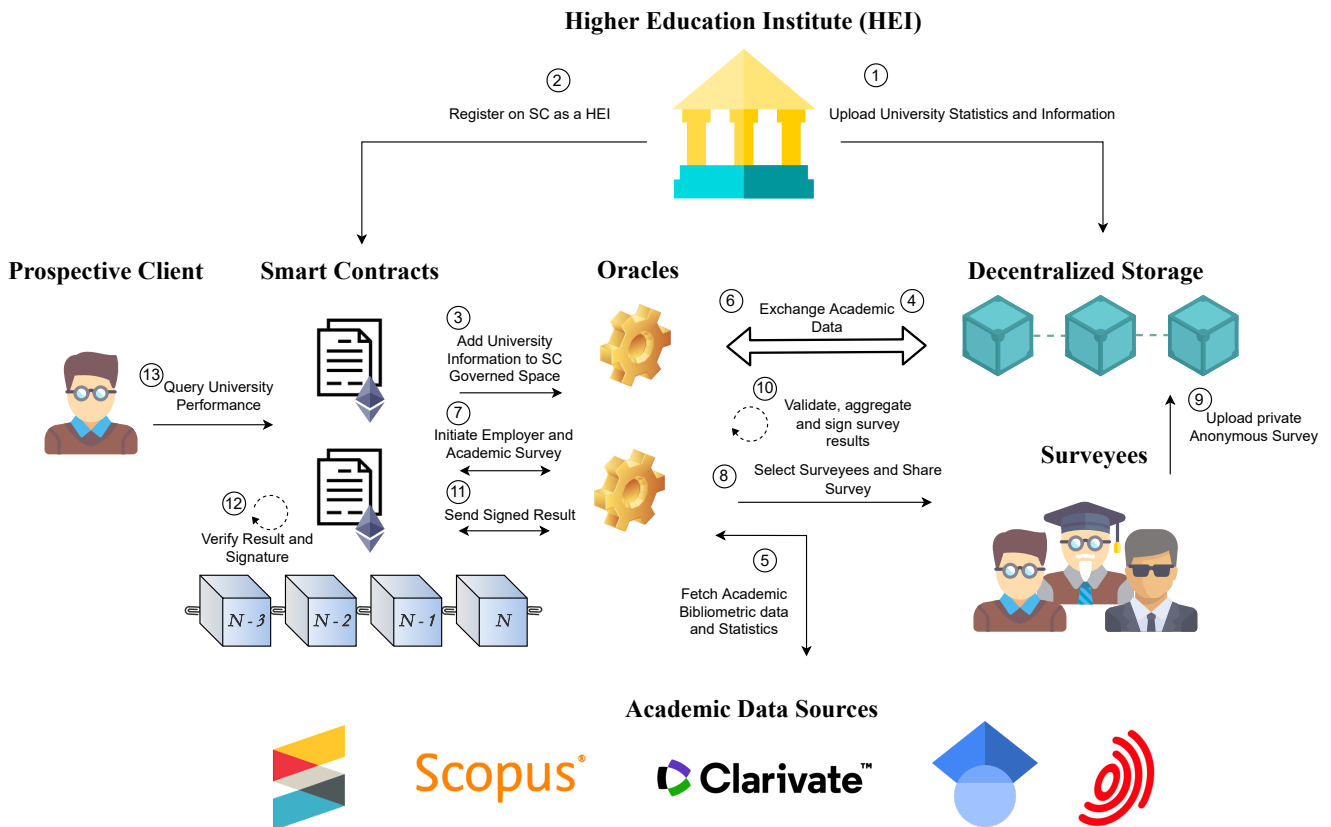 Higher Education Institute (HEI)
2
1
Register on SC as a HEI
Upload University Statistics and Information
Prospective Client
Smart Contracts
Oracles
Decentralized Storage
3
Add University
Information to SC
Governed Space
6
Exchange Academic
Data
4
13
Query University
Performance
7
Initiate Employer and
Academic Survey
10
Validate, aggregate
and sign survey
results
9
Upload private
Anonymous Survey
Surveyees
11
Send Signed Result
8
Select Surveyees and Share
Survey
12
Verify Result and
Signature
5
Fetch Academic
Bibliometric data
and Statistics
N - 3
N - 2
N - 1
N
Academic Data Sources
Scopus®
Clarivate™